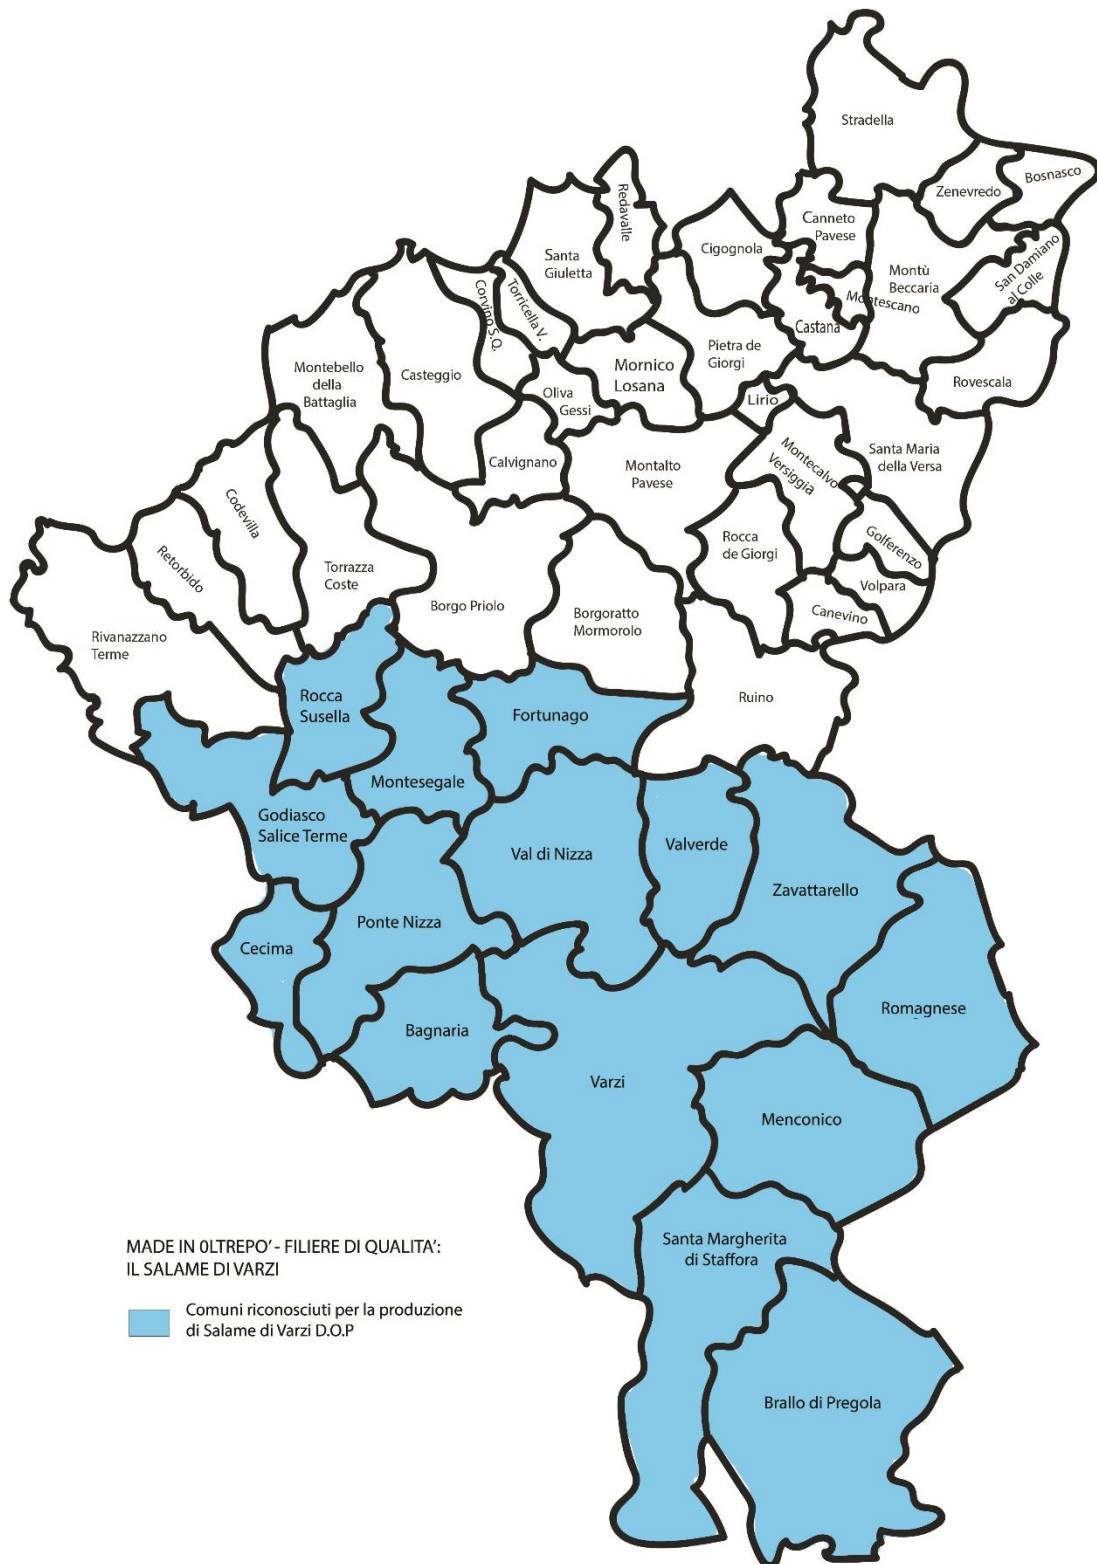 Stradella
Bosnasco
Zenevredo
Redavalle
Canneto
Pavese
Cigognola
Santa
Giuletta
San Damiano
al Colle
Montù
Beccaria
Montescano
Corvino S.Q.
Torricella V.
Castana
Pietra de
Giorgi
Mornico
Losana
Montebello
della
Battaglia
Casteggio
Rovescala
Oliva
Gessi
Lirio
Santa Maria
della Versa
Montecalvo
Versiggia
Calvignano
Montalto
Pavese
Codevilla
Rocca
de Giorgi
Golferenzo
Retorbido
Torrazza
Coste
Volpara
Borgo Priolo
Borgoratto
Mormorolo
Canevino
Rivanazzano
Terme
Rocca
Susella
Ruino
Fortunago
Montesegale
Godiasco
Salice Terme
Val di Nizza
Valverde
Zavattarello
Ponte Nizza
Cecima
Romagnese
Bagnaria
Varzi
Menconico
Santa Margherita
di Staffora
MADE IN 0LTREPO' - FILIERE DI QUALITA':
IL SALAME DI VARZI
Comuni riconosciuti per la produzione
di Salame di Varzi D.O.P
Brallo di Pregola